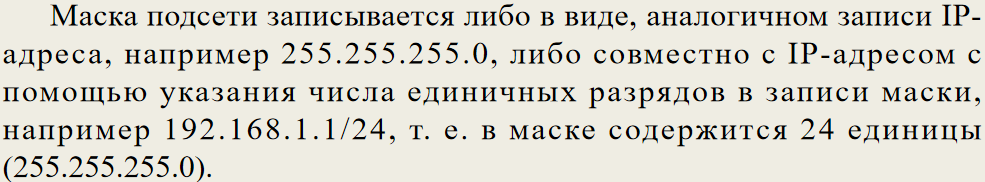 Маска подсети записывается либо в виде, аналогичном записи IP-
адреса, например 255.255.255.0, либо совместно с IP-адресом с
помощью указания числа единичных разрядов в записи маски,
например 192.168.1.1/24, т. е. в маске содержится 24 единицы
(255.255.255.0).